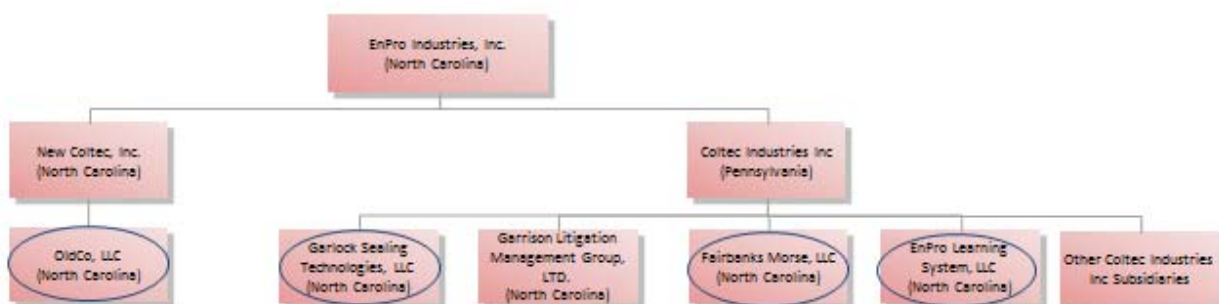 EnPro Industries, Inc.
(North Carolina)
New Coltec, Inc.
(North Carolina)
Coltec Industries Inc
(Pennsylvania)
OldCo, LLC
(North Carolina)
Garlock Sealing
Technologies, LLC
(North Carolina)
Garrison Litigation
Management Group,
LTD.
(North Carolina)
Fairbanks Morse, LLC
(North Carolina)
EnPro Learning
System, LLC
(North Carolina)
Other Coltec Industries
Inc Subsidiaries